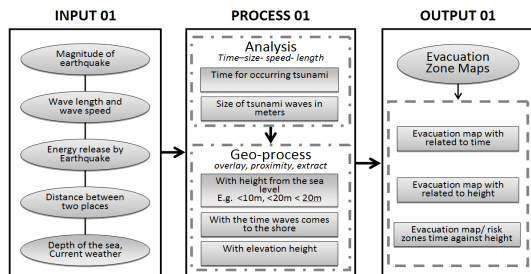 INPUT 01
Magnitude of
earthquake
Wave length and
wave speed
Energy release by
Earthquake
Distance between
two places
Depth of the sea,
Current weather
PROCESS 01
Analysis
Time–size- speed- length
Time for occurring tsunami
Size of tsunami waves in
meters
Geo-process
overlay, proximity, extract
With height from the sea
level
E.g. <10m, <20m < 20m
With the time waves comes to
the shore
With elevation height
OUTPUT 01
Evacuation
Zone Maps
Evacuation map with
related to time
Evacuation map with
related to height
Evacuation map/ risk
zones time against height